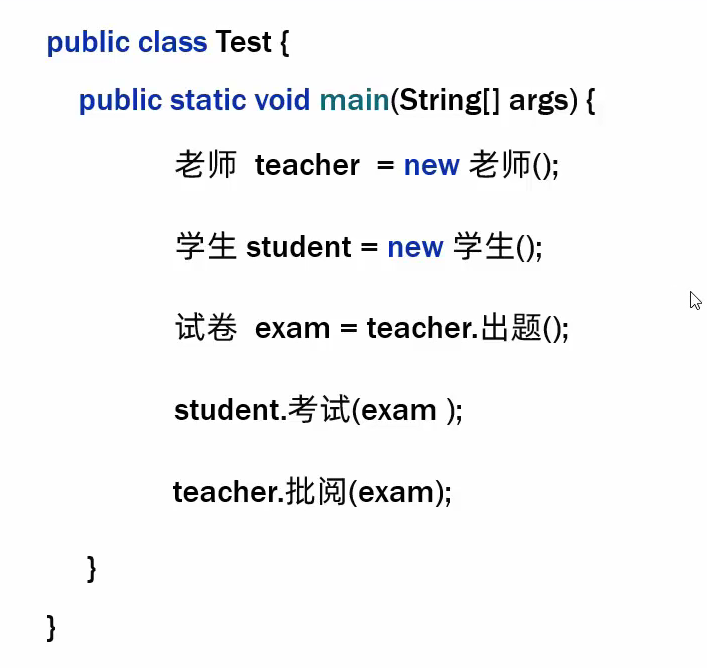 public class Test {
public static void main(String[] args) {
老师 teacher = new 老师();
学生 student = new 学生();
试卷 exam = teacher.出题();
student.考试(exam );
teacher.批阅(exam);
}
}